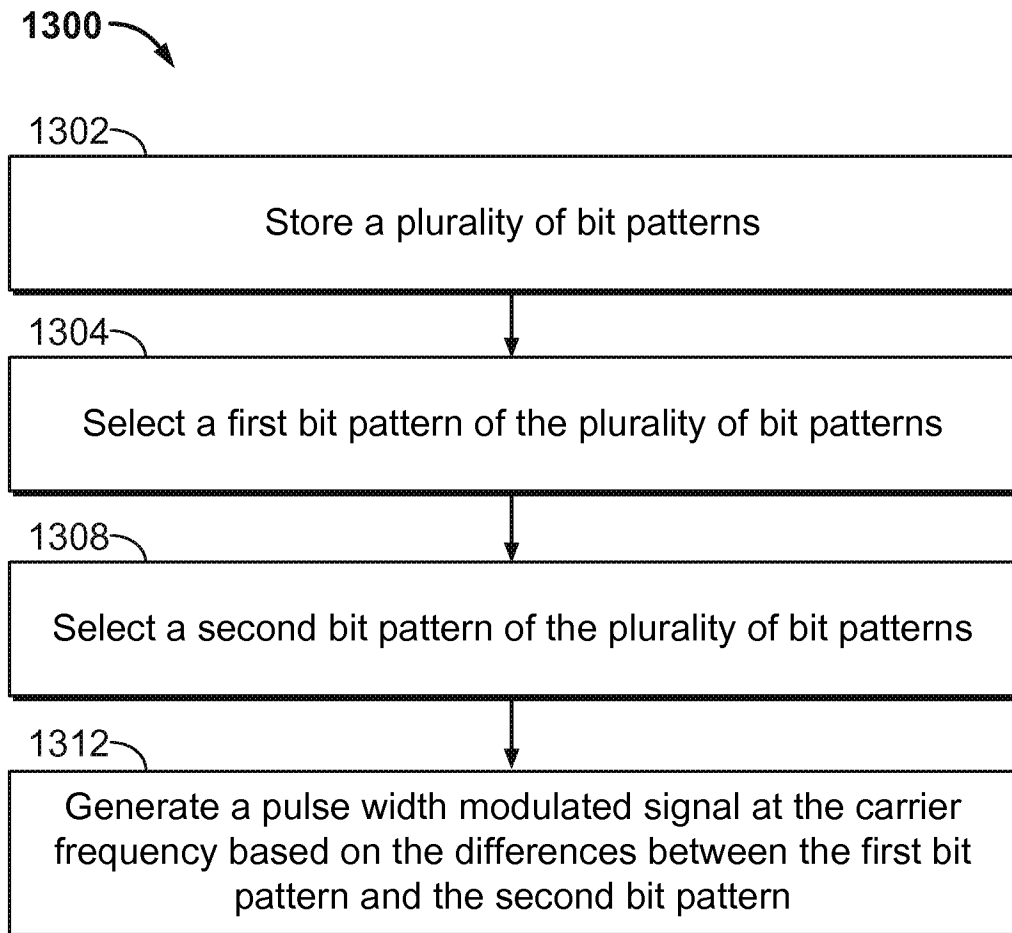 1300
1302
Store a plurality of bit patterns
1304
Select a first bit pattern of the plurality of bit patterns
1308
Select a second bit pattern of the plurality of bit patterns
1312
Generate a pulse width modulated signal at the carrier
frequency based on the differences between the first bit
pattern and the second bit pattern